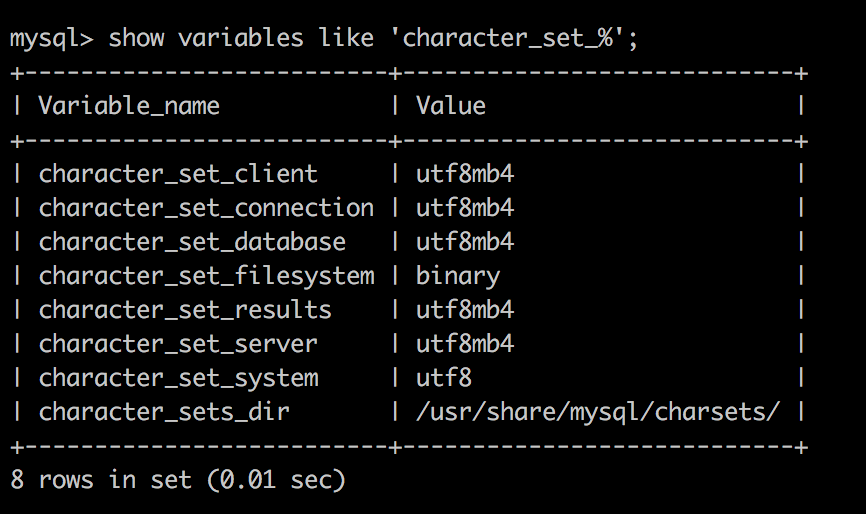 mysql> show variables like 'character_set_%';
+--------------------------+----------------------------+
| Variable_name            | Value                      |
+--------------------------+----------------------------+
| character_set_client     | utf8mb4                    |
| character_set_connection | utf8mb4                    |
| character_set_database   | utf8mb4                    |
| character_set_filesystem | binary                     |
| character_set_results    | utf8mb4                    |
| character_set_server     | utf8mb4                    |
| character_set_system     | utf8                       |
| character_sets_dir       | /usr/share/mysql/charsets/ |
+--------------------------+----------------------------+
8 rows in set (0.01 sec)